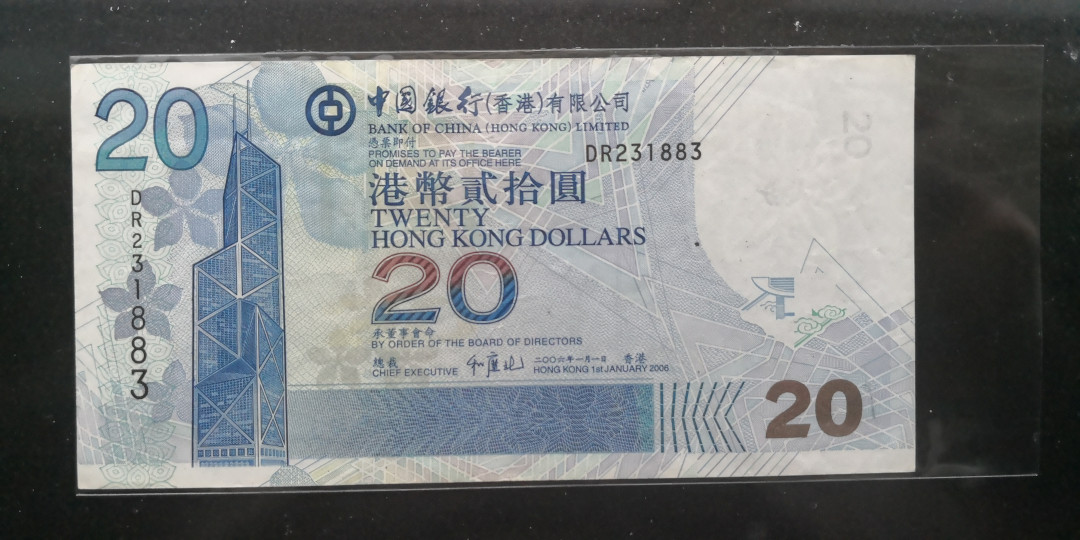 20
中國銀行(香港)有限公司
BANK OF CHINA (HONG KONG) LIMITED
憑票即付
PROMISES TO PAY THE BEARER
ON DEMAND AT ITS OFFICE HERE
DR231883
港幣貳拾圓
TWENTY
HONG KONG DOLLARS
20
承董事會命
BY ORDER OF THE BOARD OF DIRECTORS
總裁
CHIEF EXECUTIVE
二〇〇六年一月一日 香港
HONG KONG 1st JANUARY 2006
DR231883
20
20